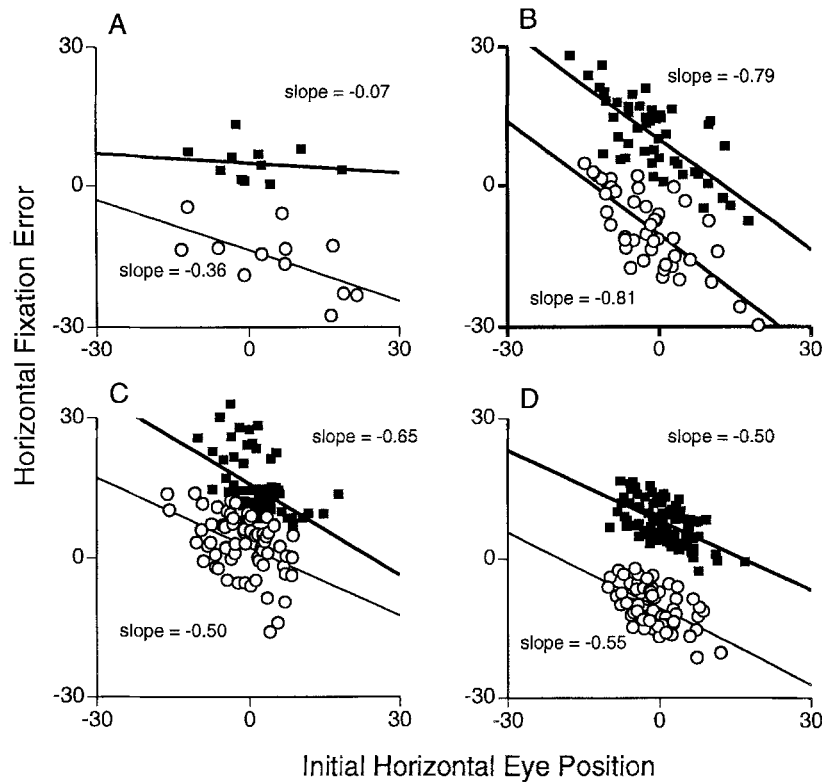 A
30
slope = -0.07
0
slope = -0.36
-30
-30
0
30
B
30
slope = -0.79
0
slope = -0.81
-30
-30
0
30
C
30
slope = -0.65
0
slope = -0.50
-30
-30
0
30
D
30
slope = -0.50
0
slope = -0.55
-30
-30
0
30
Horizontal Fixation Error
Initial Horizontal Eye Position